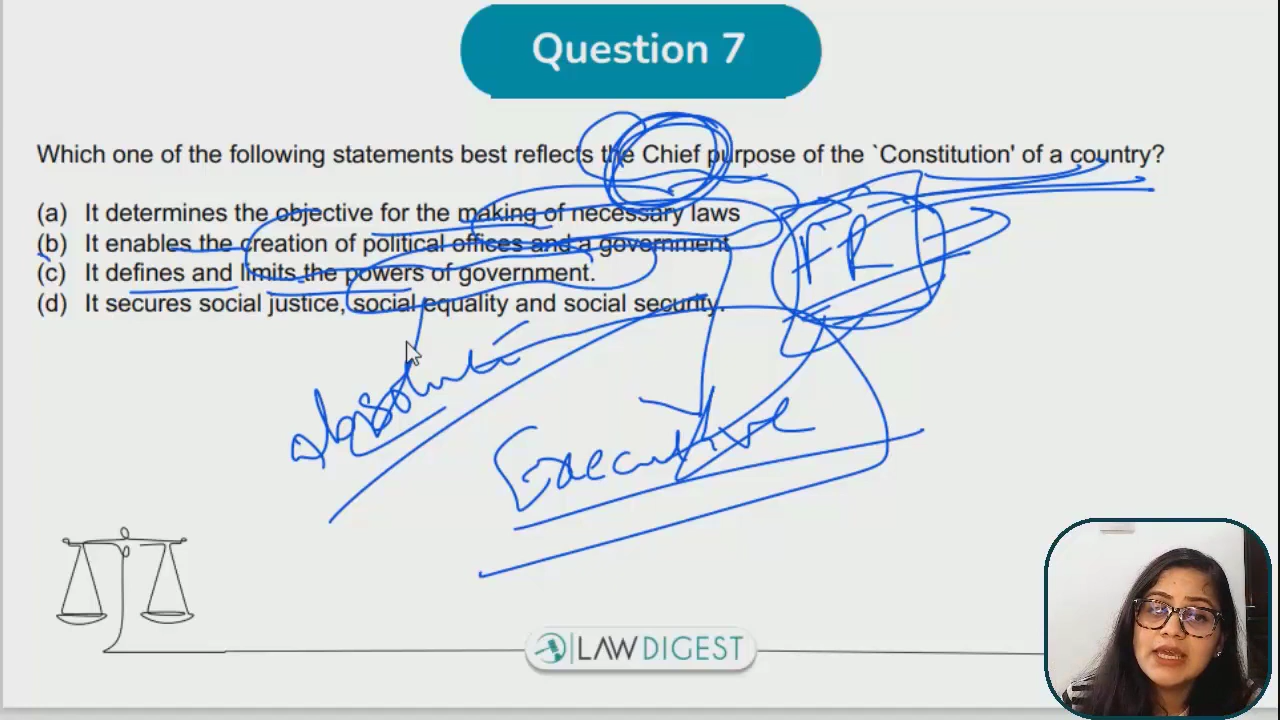 Question 7
Which one of the following statements best reflects the Chief purpose of the `Constitution' of a country?
(a) It determines the objective for the making of necessary laws
(b) It enables the creation of political offices and a government
(c) It defines and limits the powers of government.
(d) It secures social justice, social equality and social security.
FR
Absolute
Executive
LAW DIGEST